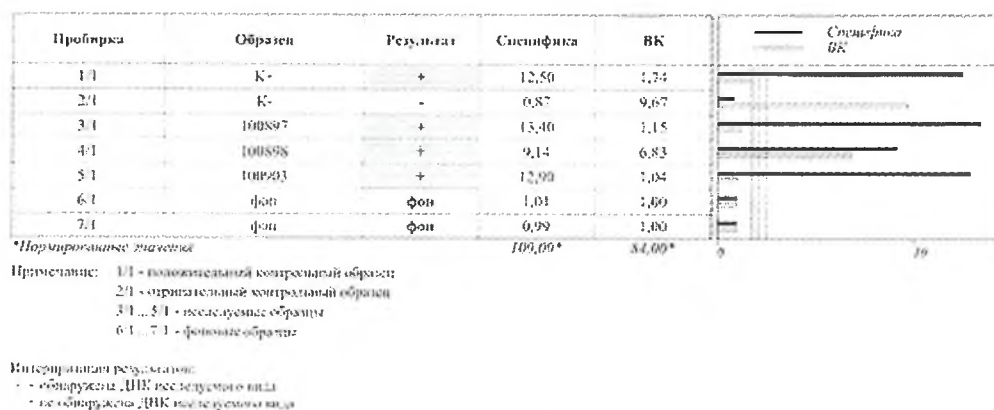 Пробирка Образец Результат Специфика ВК
Специфика
ВК
1/1 К- + 12,50 1,74
2/1 К- - 0,87 9,67
3/1 100897 + 13,40 1,15
4/1 100898 + 9,14 6,83
5/1 100903 + 12,90 1,04
6/1 фон фон 1,01 1,00
7/1 фон фон 0,99 1,00
*Нормированные значения 100,00* 84,00* 0 10
Примечание: 1/1 - положительный контрольный образец
2/1 - отрицательный контрольный образец
3/1...5/1 - исследуемые образцы
6/1...7/1 - фоновые образцы
Интерпретация результатов:
- обнаружена ДНК исследуемого вида
- не обнаружена ДНК исследуемого вида